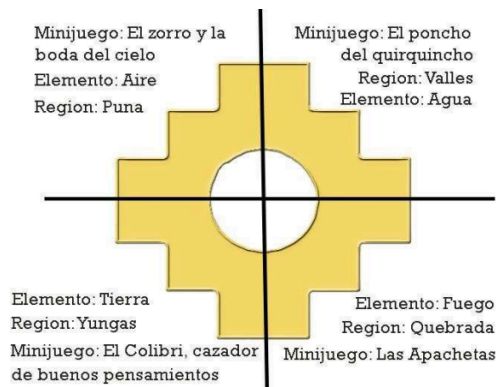 Minijuego: El zorro y la
boda del cielo
Elemento: Aire
Region: Puna
Minijuego: El poncho
del quirquincho
Region: Valles
Elemento: Agua
Elemento: Tierra
Region: Yungas
Minijuego: El Colibri, cazador
de buenos pensamientos
Elemento: Fuego
Region: Quebrada
Minijuego: Las Apachetas